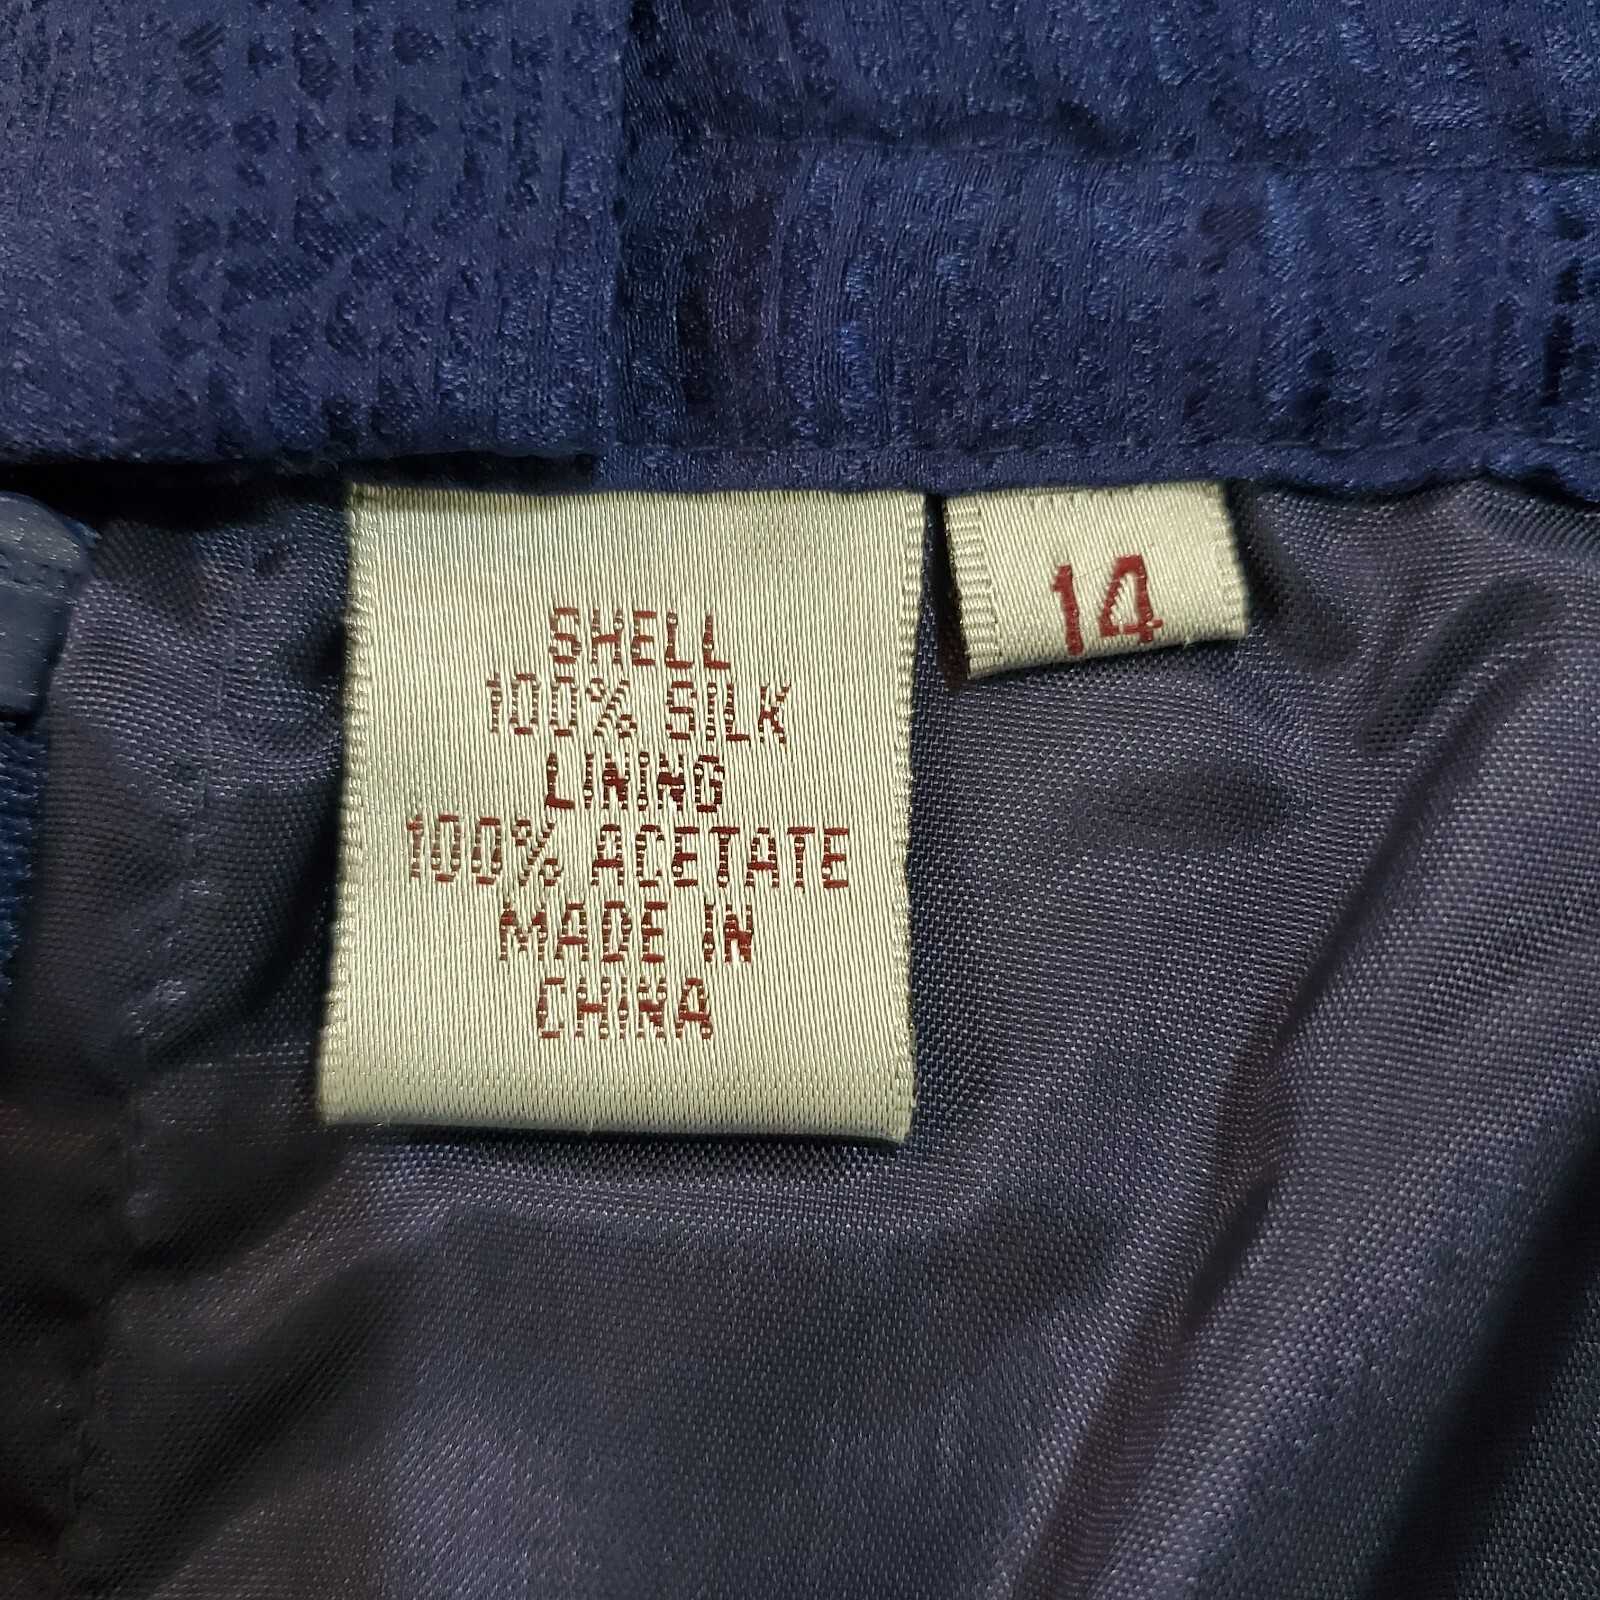 SHELL
100% SILK
LINING
100% ACETATE
MADE IN
CHINA
14